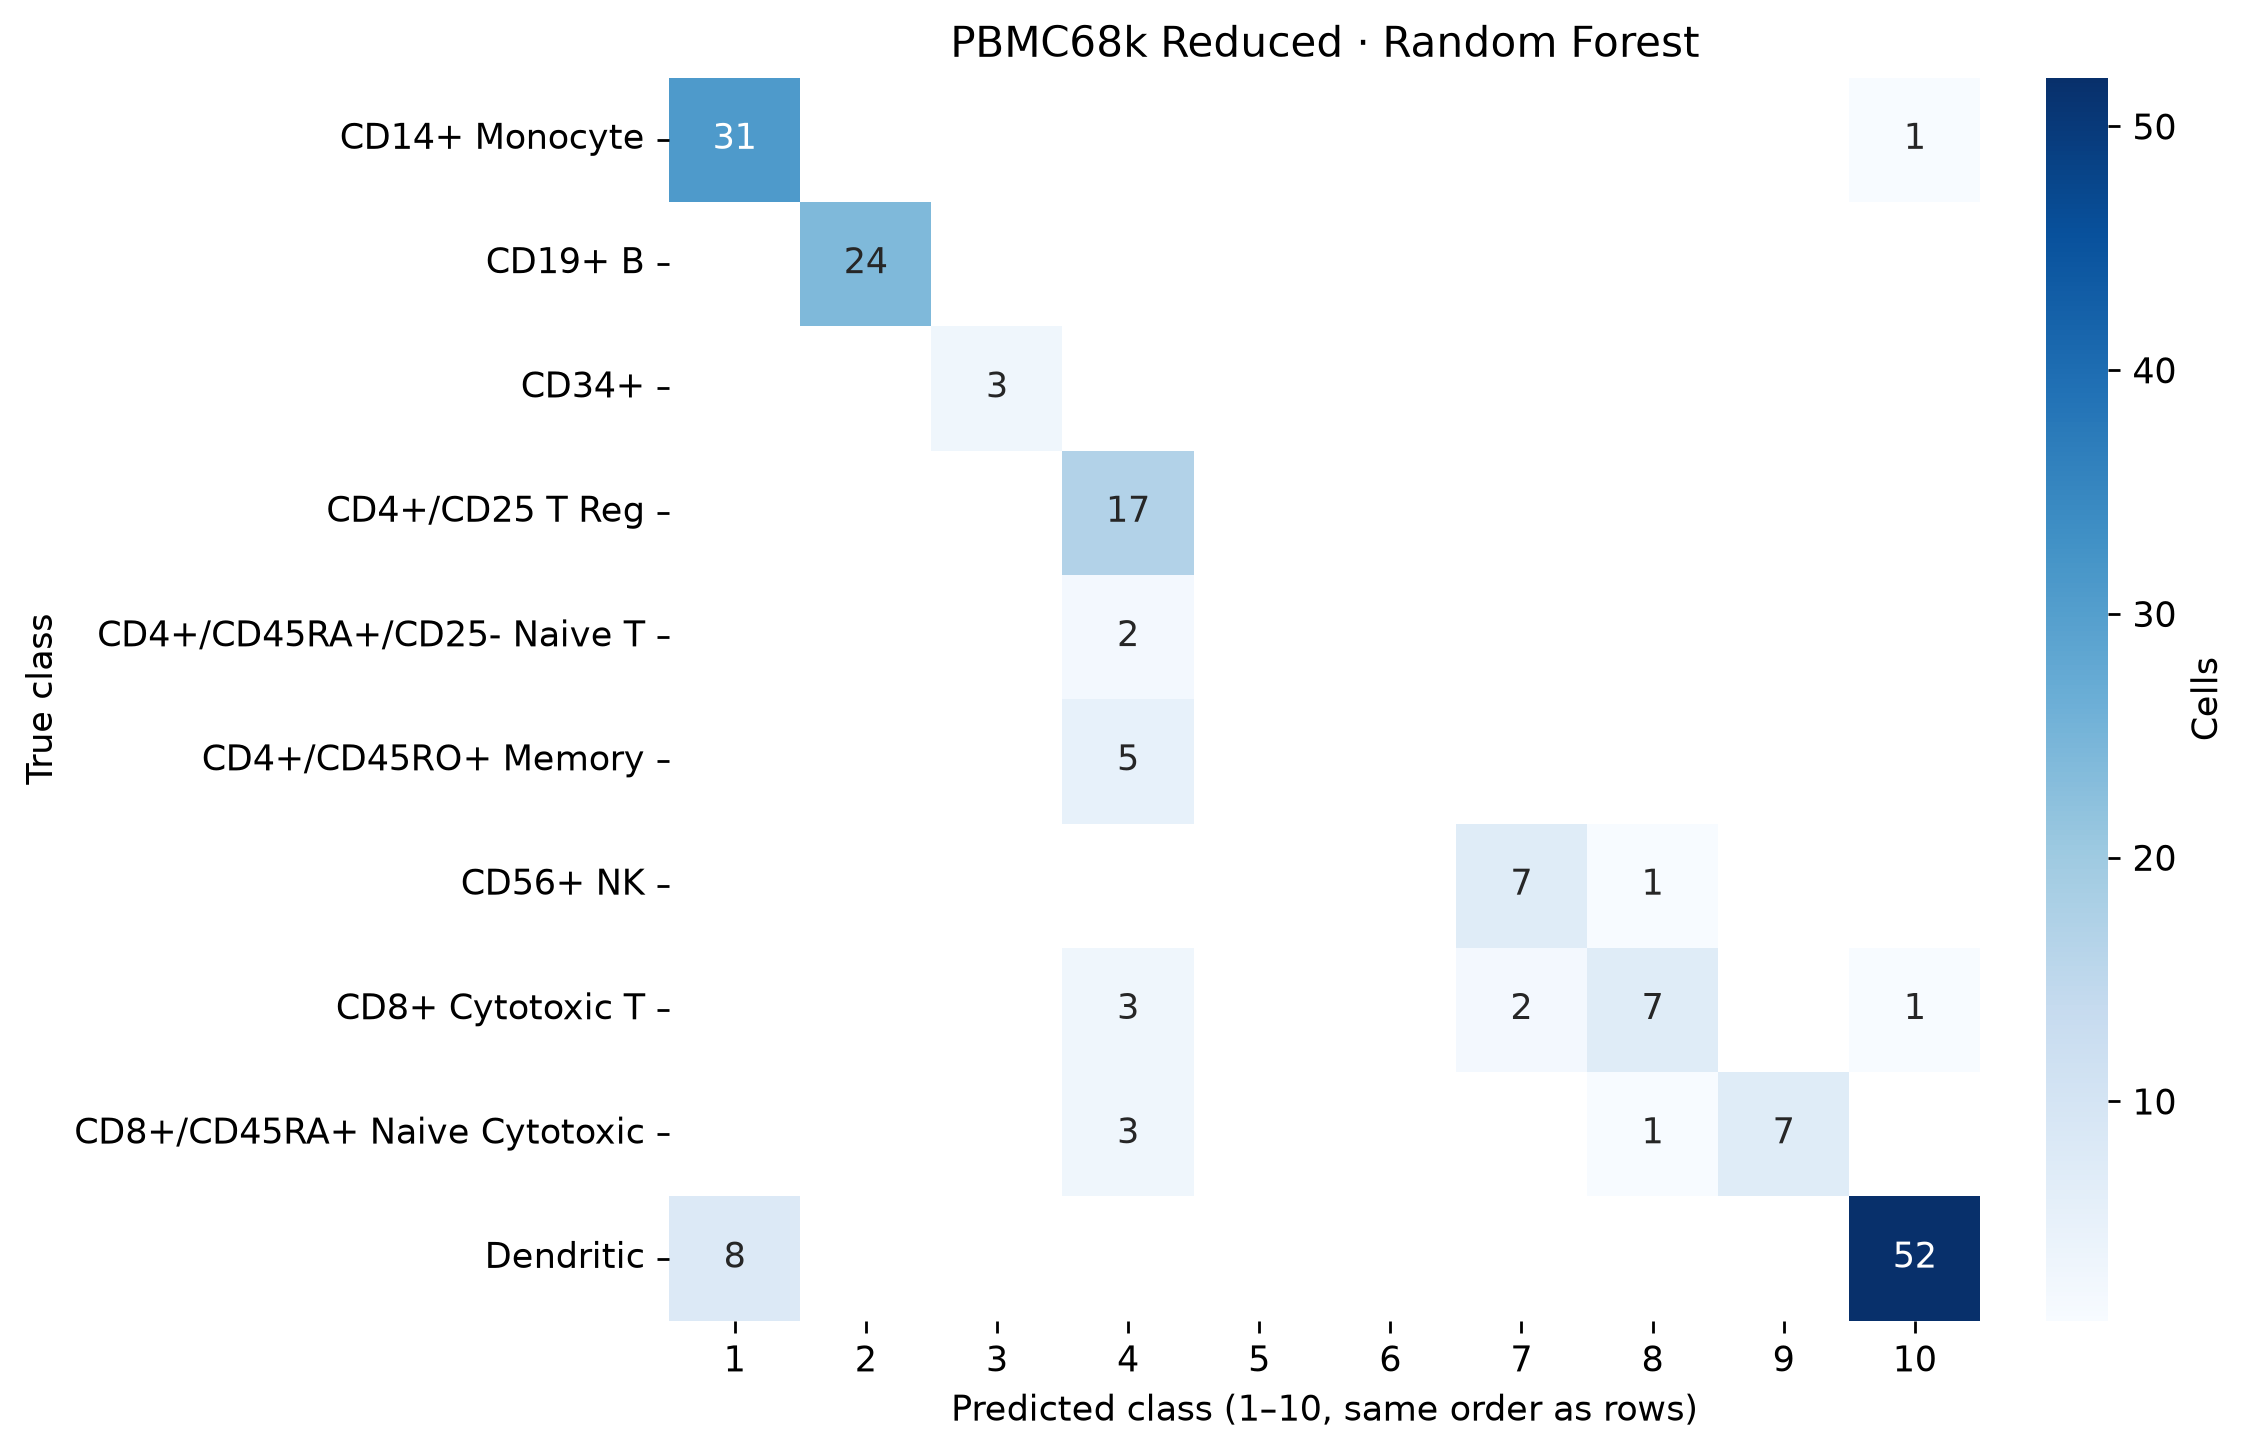 PBMC68k Reduced · Random Forest
True class
CD14+ Monocyte 31 1
CD19+ B 24
CD34+ 3
CD4+/CD25 T Reg 17
CD4+/CD45RA+/CD25- Naive T 2
CD4+/CD45RO+ Memory 5
CD56+ NK 7 1
CD8+ Cytotoxic T 3 2 7 1
CD8+/CD45RA+ Naive Cytotoxic 3 1 7
Dendritic 8 52
1 2 3 4 5 6 7 8 9 10
Predicted class (1–10, same order as rows)
50
40
30
20
10
Cells